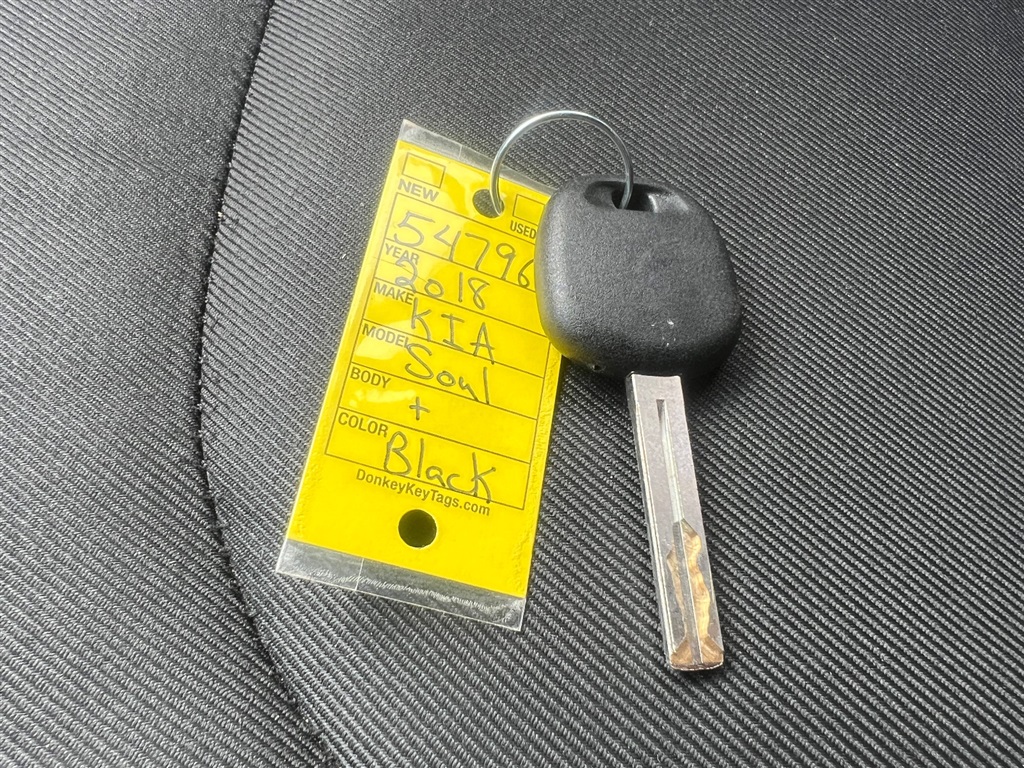 NEW
USED
54796
YEAR 2018
MAKE KIA
MODEL Soul
BODY +
COLOR Black
DonkeyKeyTags.com